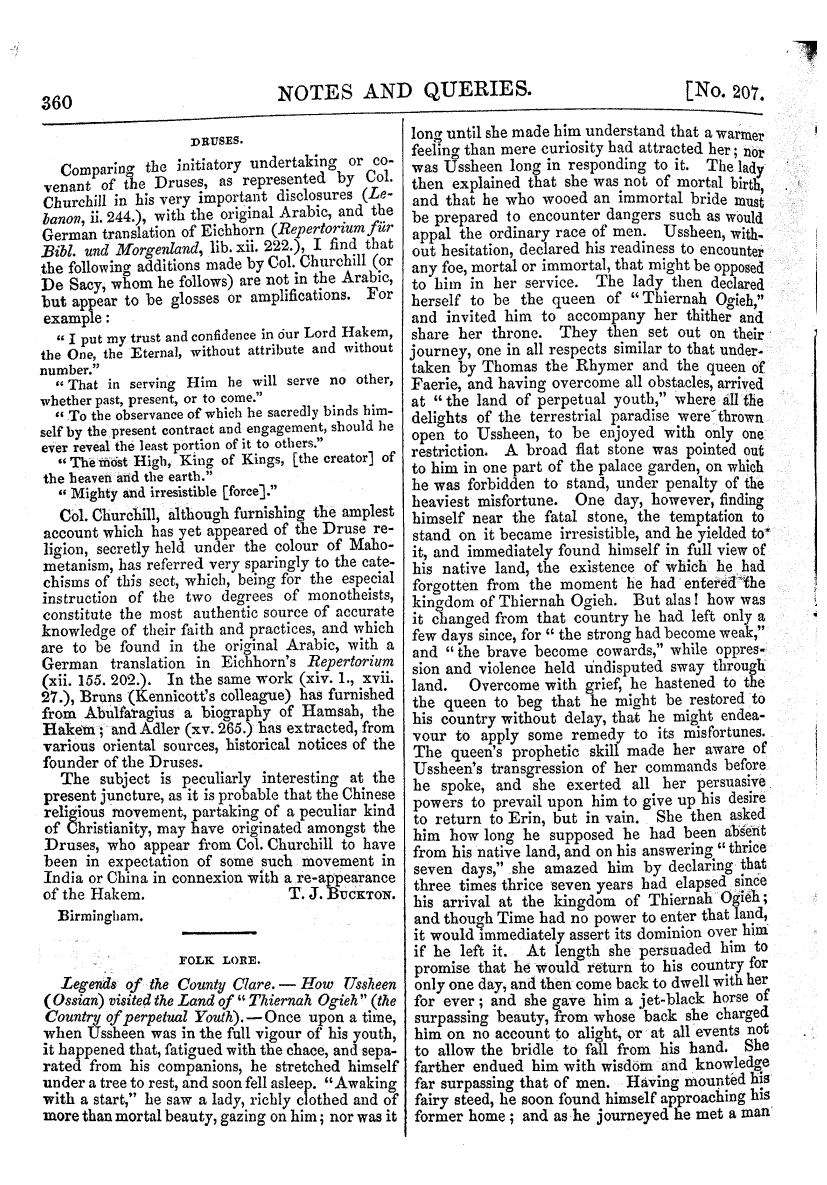 360
NOTES AND QUERIES.
[No. 207.
DRUSES.
Comparing the initiatory undertaking or co-
venant of the Druses, as represented by Col.
Churchill in his very important disclosures (Le-
banon, ii. 244.), with the original Arabic, and the
German translation of Eichhorn (Repertorium für
Bibl. und Morgenland, lib. xii. 222.), I find that
the following additions made by Col. Churchill (or
De Sacy, whom he follows) are not in the Arabic,
but appear to be glosses or amplifications. For
example:
"I put my trust and confidence in our Lord Hakem,
the One, the Eternal, without attribute and without
number."
"That in serving Him he will serve no other,
whether past, present, or to come."
"To the observance of which he sacredly binds him-
self by the present contract and engagement, should he
ever reveal the least portion of it to others."
"The most High, King of Kings, [the creator] of
the heaven and the earth."
"Mighty and irresistible [force]."
Col. Churchill, although furnishing the amplest
account which has yet appeared of the Druse re-
ligion, secretly held under the colour of Maho-
metanism, has referred very sparingly to the cate-
chisms of this sect, which, being for the especial
instruction of the two degrees of monotheists,
constitute the most authentic source of accurate
knowledge of their faith and practices, and which
are to be found in the original Arabic, with a
German translation in Eichhorn's Repertorium
(xii. 155. 202.). In the same work (xiv. 1., xvii.
27.), Bruns (Kennicott's colleague) has furnished
from Abulfaragius a biography of Hamsah, the
Hakem; and Adler (xv. 265.) has extracted, from
various oriental sources, historical notices of the
founder of the Druses.
The subject is peculiarly interesting at the
present juncture, as it is probable that the Chinese
religious movement, partaking of a peculiar kind
of Christianity, may have originated amongst the
Druses, who appear from Col. Churchill to have
been in expectation of some such movement in
India or China in connexion with a re-appearance
of the Hakem. T. J. BUCKTON.
Birmingham.
FOLK LORE.
Legends of the County Clare. — How Ussheen
(Ossian) visited the Land of "Thiernah Ogieh" (the
Country of perpetual Youth).—Once upon a time,
when Ussheen was in the full vigour of his youth,
it happened that, fatigued with the chace, and sepa-
rated from his companions, he stretched himself
under a tree to rest, and soon fell asleep. "Awaking
with a start," he saw a lady, richly clothed and of
more than mortal beauty, gazing on him; nor was it
long until she made him understand that a warmer
feeling than mere curiosity had attracted her; nor
was Ussheen long in responding to it. The lady
then explained that she was not of mortal birth,
and that he who wooed an immortal bride must
be prepared to encounter dangers such as would
appal the ordinary race of men. Ussheen, with-
out hesitation, declared his readiness to encounter
any foe, mortal or immortal, that might be opposed
to him in her service. The lady then declared
herself to be the queen of "Thiernah Ogieh,"
and invited him to accompany her thither and
share her throne. They then set out on their
journey, one in all respects similar to that under-
taken by Thomas the Rhymer and the queen of
Faerie, and having overcome all obstacles, arrived
at "the land of perpetual youth," where all the
delights of the terrestrial paradise were thrown
open to Ussheen, to be enjoyed with only one
restriction. A broad flat stone was pointed out
to him in one part of the palace garden, on which
he was forbidden to stand, under penalty of the
heaviest misfortune. One day, however, finding
himself near the fatal stone, the temptation to
stand on it became irresistible, and he yielded to
it, and immediately found himself in full view of
his native land, the existence of which he had
forgotten from the moment he had entered the
kingdom of Thiernah Ogieh. But alas! how was
it changed from that country he had left only a
few days since, for "the strong had become weak,"
and "the brave become cowards," while oppres-
sion and violence held undisputed sway through
land. Overcome with grief, he hastened to the
the queen to beg that he might be restored to
his country without delay, that he might endea-
vour to apply some remedy to its misfortunes.
The queen's prophetic skill made her aware of
Ussheen's transgression of her commands before
he spoke, and she exerted all her persuasive
powers to prevail upon him to give up his desire
to return to Erin, but in vain. She then asked
him how long he supposed he had been absent
from his native land, and on his answering "thrice
seven days," she amazed him by declaring that
three times thrice seven years had elapsed since
his arrival at the kingdom of Thiernah Ogieh;
and though Time had no power to enter that land,
it would immediately assert its dominion over him
if he left it. At length she persuaded him to
promise that he would return to his country for
only one day, and then come back to dwell with her
for ever; and she gave him a jet-black horse of
surpassing beauty, from whose back she charged
him on no account to alight, or at all events not
to allow the bridle to fall from his hand. She
farther endued him with wisdom and knowledge
far surpassing that of men. Having mounted his
fairy steed, he soon found himself approaching his
former home; and as he journeyed he met a man